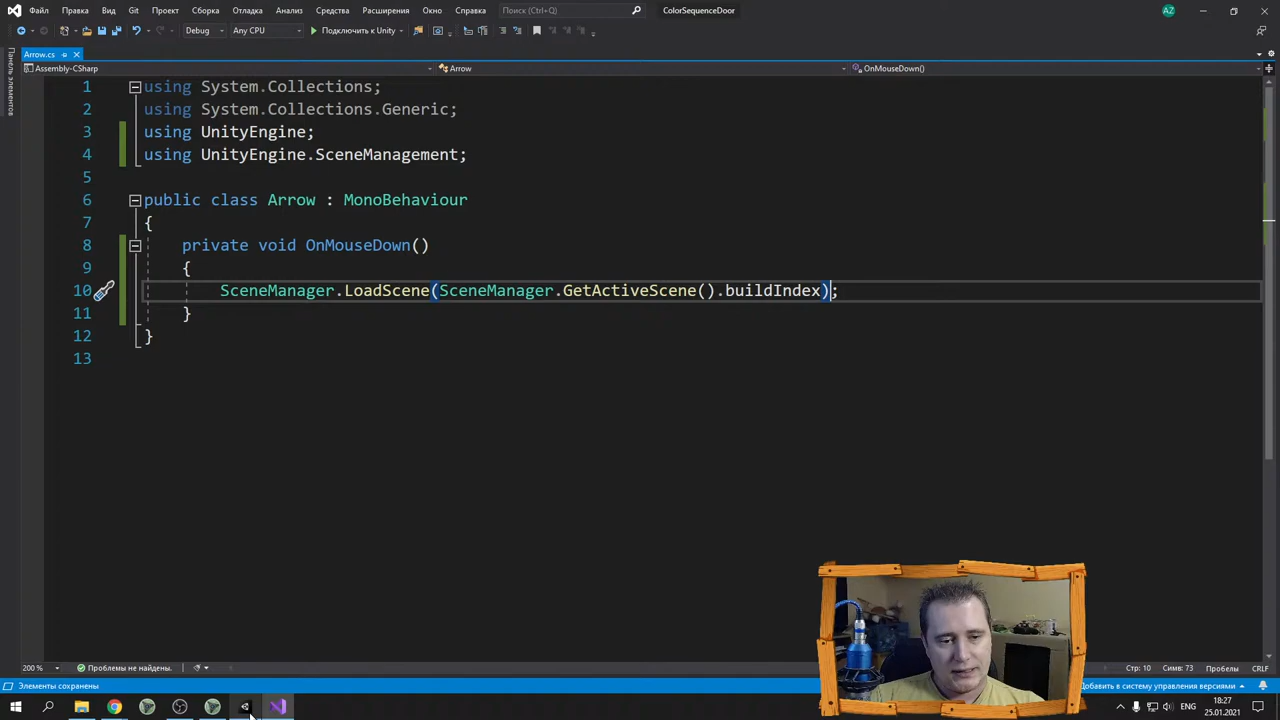 Файл Правка Вид Git Проект Сборка Отладка Анализ Средства Расширения Окно Справка Поиск (Ctrl+Q) ColorSequenceDoor AZ
Debug Any CPU Подключить к Unity
Arrow.cs
Assembly-CSharp Arrow OnMouseDown()
Панель элементов
1 using System.Collections;
2 using System.Collections.Generic;
3 using UnityEngine;
4 using UnityEngine.SceneManagement;
5
6 public class Arrow : MonoBehaviour
7 {
8 private void OnMouseDown()
9 {
10 SceneManager.LoadScene(SceneManager.GetActiveScene().buildIndex);
11 }
12 }
13
200 % Проблемы не найдены. Стр: 10 Симв: 73 Пробелы CRLF
Элементы сохранены Добавить в систему управления версиями
ENG 18:27
25.01.2021